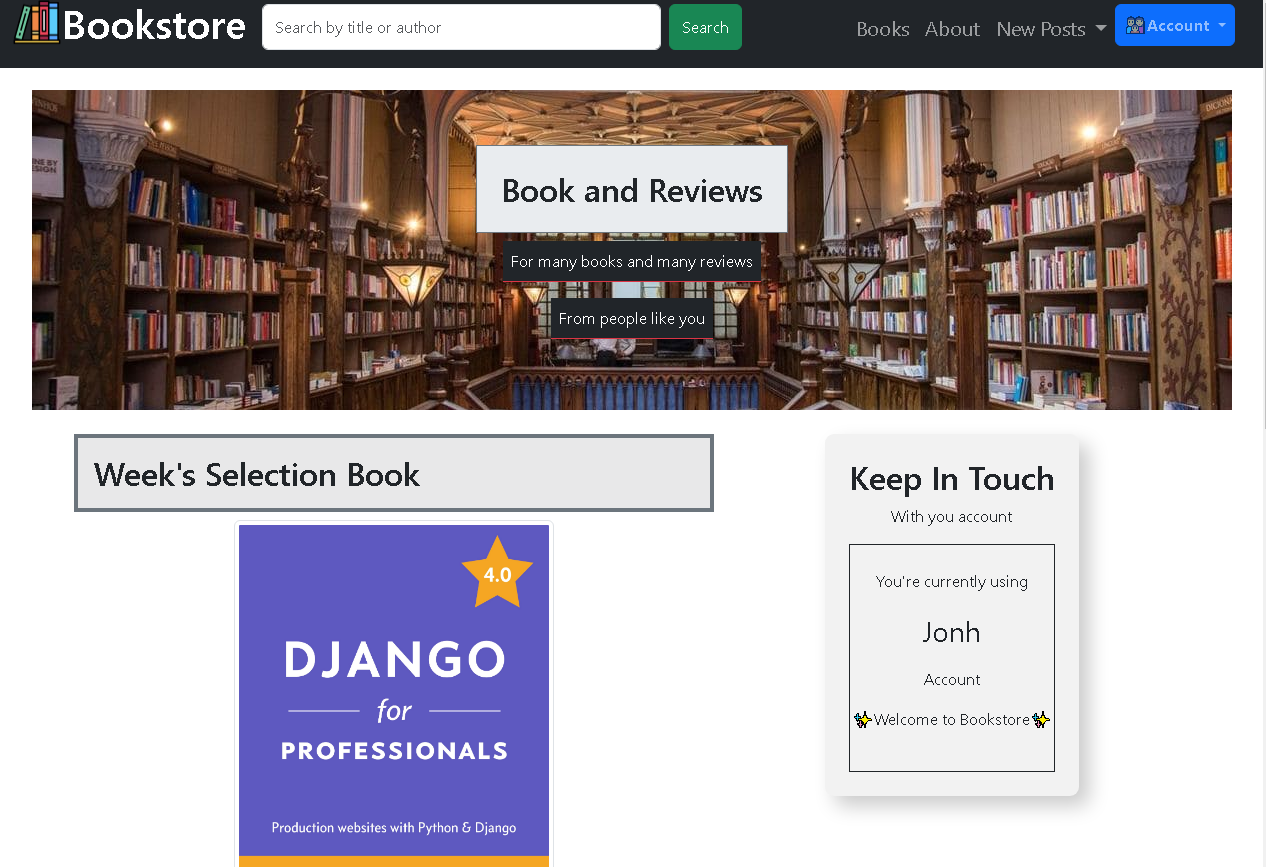 Bookstore
Search by title or author
Search
Books
About
New Posts
Account
Book and Reviews
For many books and many reviews
From people like you
Week's Selection Book
4.0
DJANGO
for
PROFESSIONALS
Production websites with Python & Django
Keep In Touch
With you account
You're currently using
Jonh
Account
✨Welcome to Bookstore✨